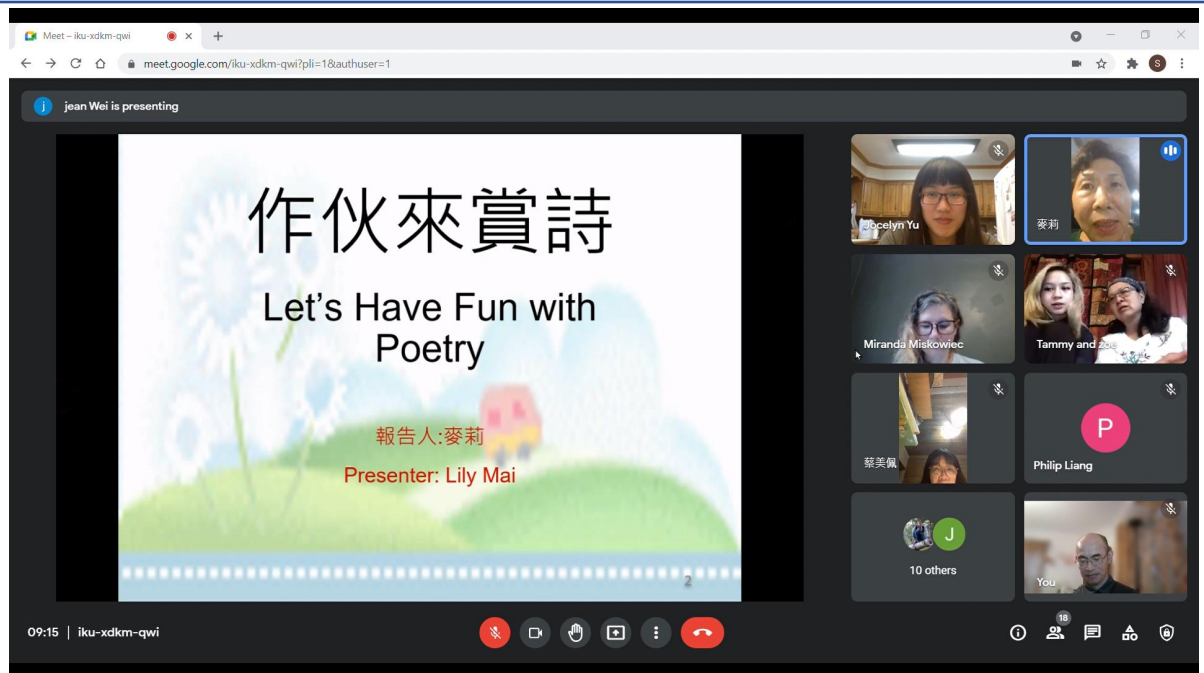 Meet – iku-xdkm-qwi
meet.google.com/iku-xdkm-qwi?pli=1&authuser=1
S
j
jean Wei is presenting
作伙來賞詩
Let's Have Fun with
Poetry
報告人:麥莉
Presenter: Lily Mai
2
Jocelyn Yu
麥莉
Miranda Miskowiec
Tammy and zoe
蔡美佩
P
Philip Liang
J
10 others
You
09:15 | iku-xdkm-qwi
18